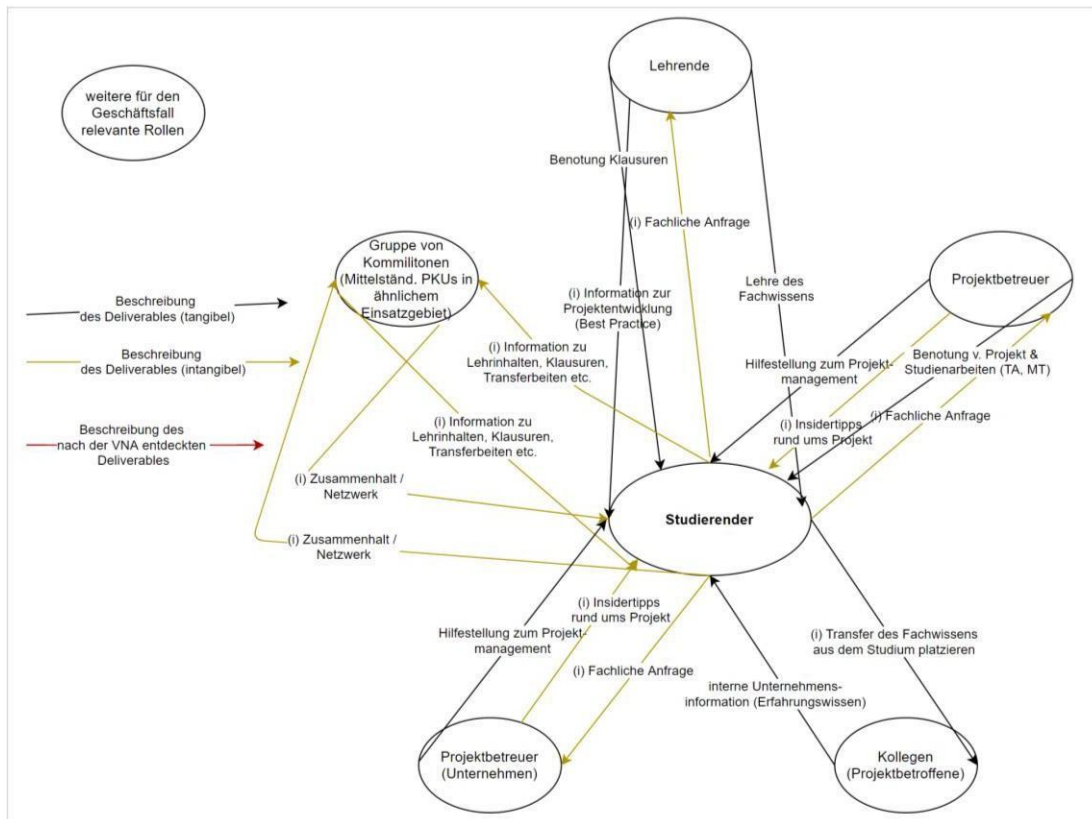 Lehrende
weitere für den
Geschäftsfall
relevante Rollen
Benotung Klausuren
(i) Fachliche Anfrage
Gruppe von
Kommilitonen
(Mittelständ. PKUs in
ähnlichem
Einsatzgebiet)
Projektbetreuer
Lehre des
Fachwissens
(i) Information zur
Projektentwicklung
(Best Practice)
Beschreibung
des Deliverables (tangibel)
(i) Information zu
Lehrinhalten, Klausuren,
Transferbeiten etc.
Hilfestellung zum Projekt-
management
Benotung v. Projekt &
Studienarbeiten (TA, MT)
Beschreibung
des Deliverables (intangibel)
(i) Fachliche Anfrage
(i) Insidertipps
rund ums Projekt
(i) Information zu
Lehrinhalten, Klausuren,
Transferbeiten etc.
Beschreibung des
nach der VNA entdeckten
Deliverables
(i) Zusammenhalt /
Netzwerk
Studierender
(i) Zusammenhalt /
Netzwerk
(i) Insidertipps
rund ums Projekt
Hilfestellung zum Projekt-
management
(i) Transfer des Fachwissens
aus dem Studium platzieren
(i) Fachliche Anfrage
interne Unternehmens-
information (Erfahrungswissen)
Projektbetreuer
(Unternehmen)
Kollegen
(Projektbetroffene)